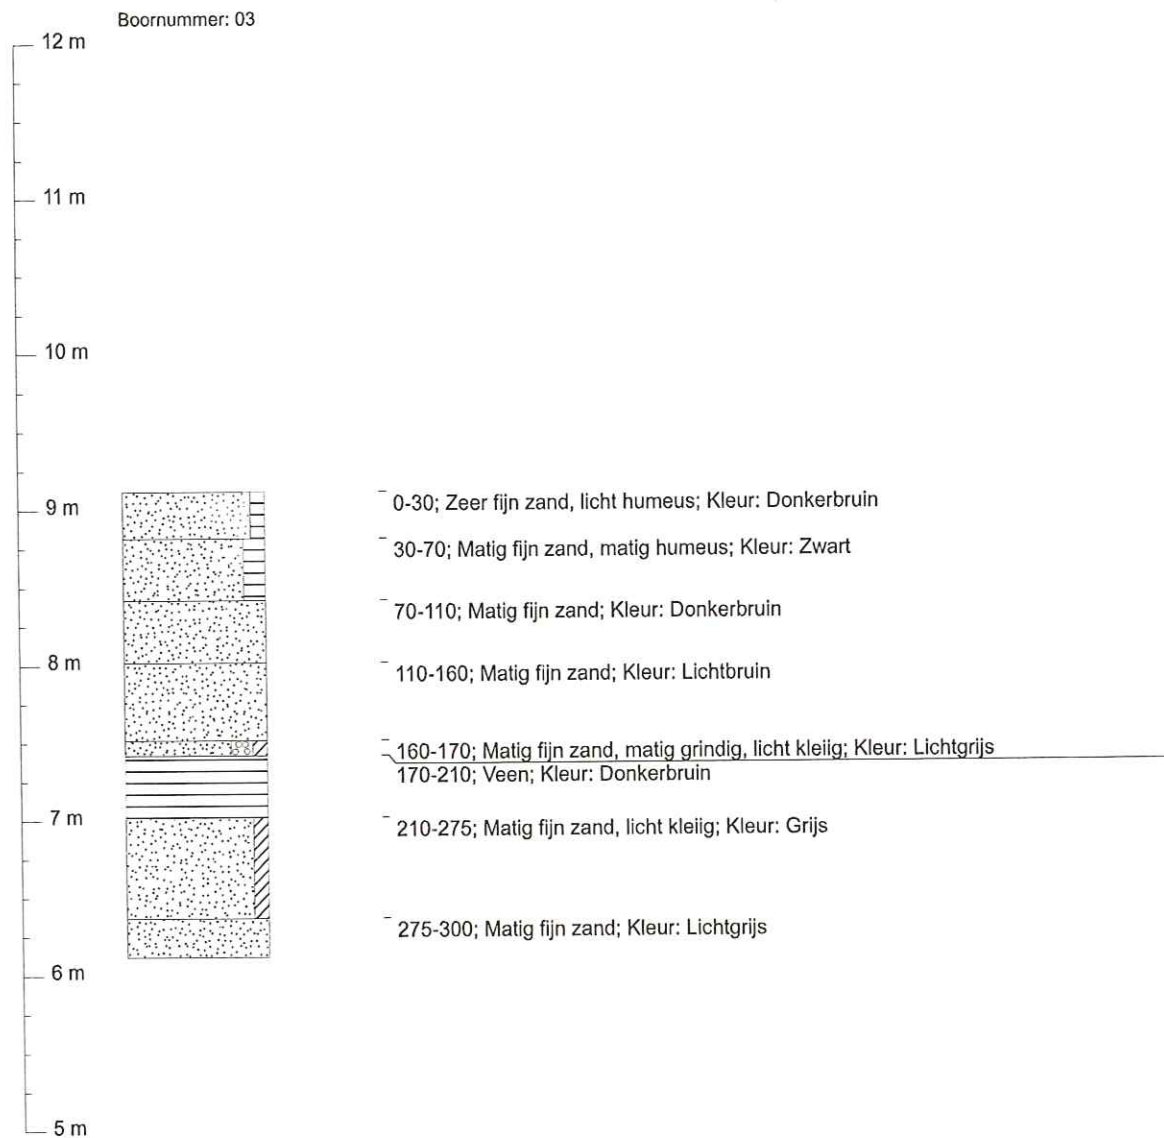 Boornummer: 03
12 m
11 m
10 m
9 m
0-30; Zeer fijn zand, licht humeus; Kleur: Donkerbruin
30-70; Matig fijn zand, matig humeus; Kleur: Zwart
70-110; Matig fijn zand; Kleur: Donkerbruin
8 m
110-160; Matig fijn zand; Kleur: Lichtbruin
160-170; Matig fijn zand, matig grindig, licht kleiig; Kleur: Lichtgrijs
170-210; Veen; Kleur: Donkerbruin
7 m
210-275; Matig fijn zand, licht kleiig; Kleur: Grijs
275-300; Matig fijn zand; Kleur: Lichtgrijs
6 m
5 m